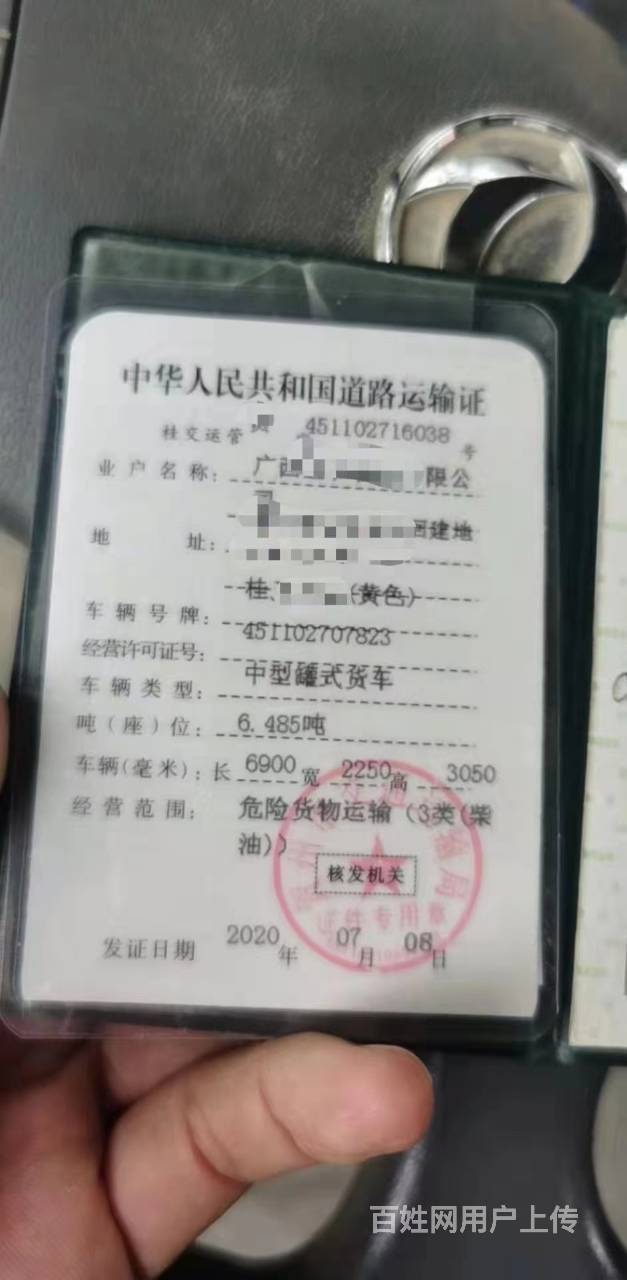 中华人民共和国道路运输证
桂交运管 451102716038 号
业户名称：广西 限公
建地
地 址：
桂 (黄色)
车辆号牌：
经营许可证号：451102707823
车辆类型：中型罐式货车
吨（座）位：6.485吨
车辆(毫米)：长 6900 宽 2250 高 3050
经营范围：危险货物运输（3类(柴
油)）
核发机关
证件专用章
发证日期 2020 年 07 月 08 日
百姓网用户上传